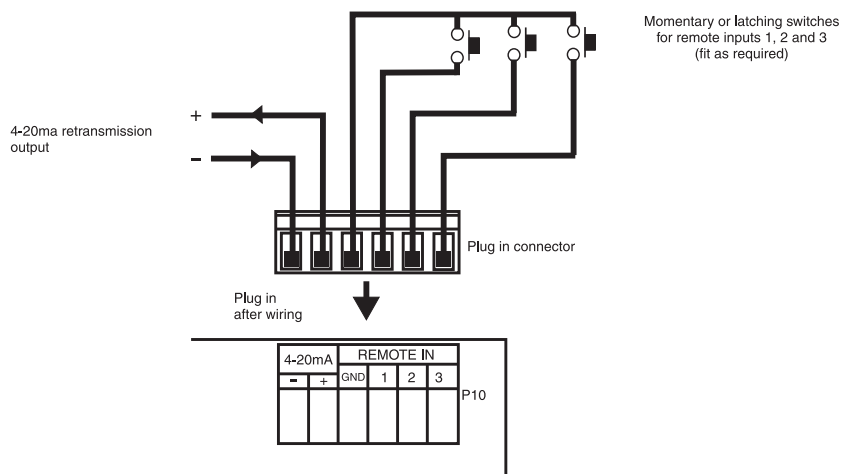 Momentary or latching switches
for remote inputs 1, 2 and 3
(fit as required)
+
4-20ma retransmission
output
−
Plug in connector
Plug in
after wiring
4-20mA REMOTE IN
− + GND 1 2 3
P10